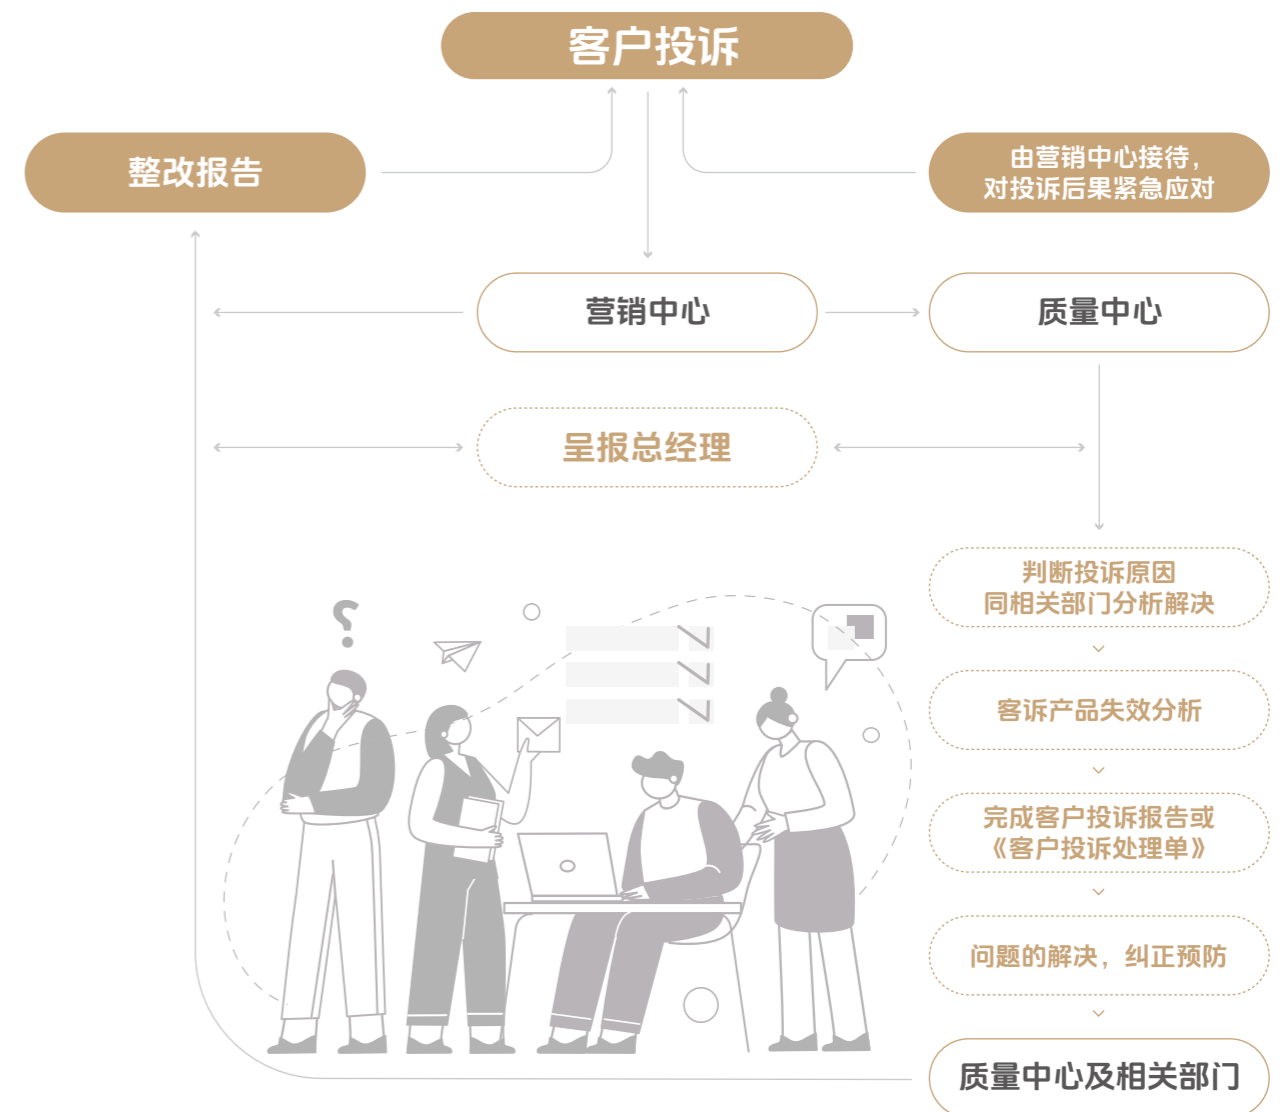 客户投诉
整改报告
由营销中心接待，
对投诉后果紧急应对
营销中心
质量中心
呈报总经理
判断投诉原因
同相关部门分析解决
客诉产品失效分析
完成客户投诉报告或
《客户投诉处理单》
问题的解决，纠正预防
质量中心及相关部门